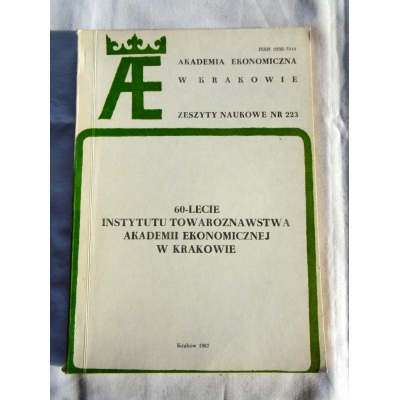 Æ
AKADEMIA EKONOMICZNA
W KRAKOWIE
ZESZYTY NAUKOWE NR 223
60-LECIE
INSTYTUTU TOWAROZNAWSTWA
AKADEMII EKONOMICZNEJ
W KRAKOWIE
Kraków 1987